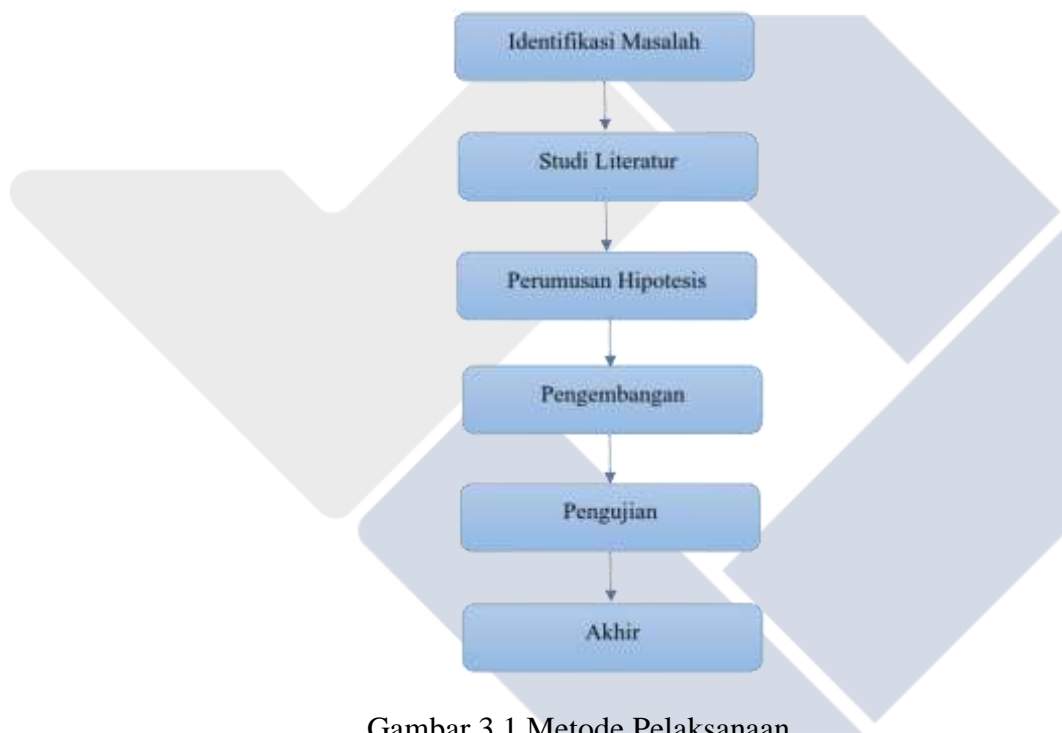 Identifikasi Masalah
Studi Literatur
Perumusan Hipotesis
Pengembangan
Pengujian
Akhir
Gambar 3.1 Metode Pelaksanaan